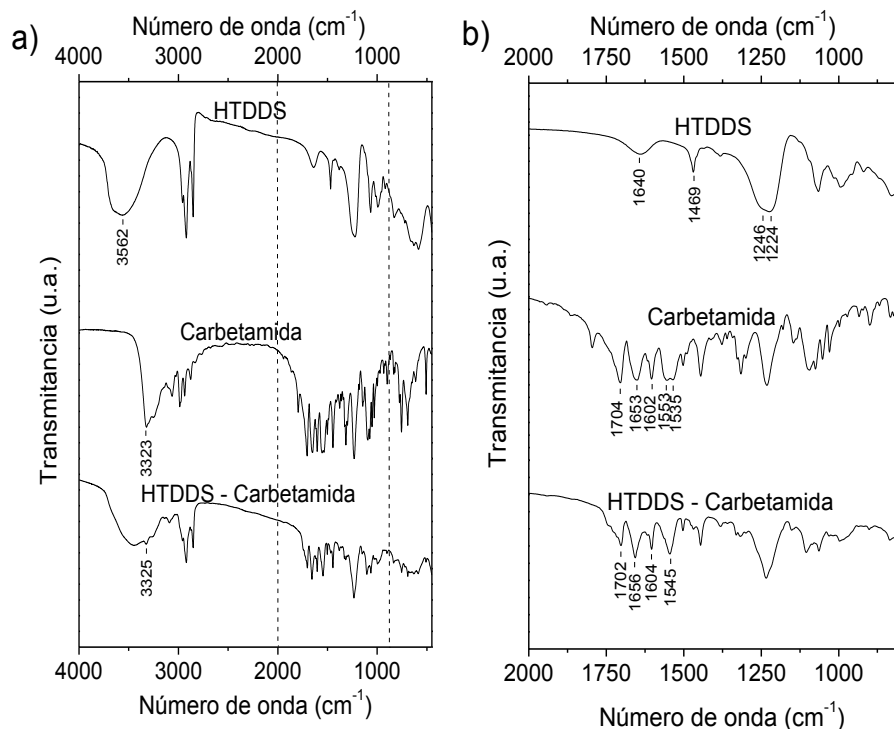 a)
Número de onda (cm⁻¹)
4000 3000 2000 1000
HTDDS
3562
Carbetamida
3323
HTDDS - Carbetamida
3325
Transmitancia (u.a.)
4000 3000 2000 1000
Número de onda (cm⁻¹)
b)
Número de onda (cm⁻¹)
2000 1750 1500 1250 1000
HTDDS
1640
1469
1246
1224
Carbetamida
1704
1653
1602
1553
1535
HTDDS - Carbetamida
1702
1656
1604
1545
Transmitancia (u.a.)
2000 1750 1500 1250 1000
Número de onda (cm⁻¹)